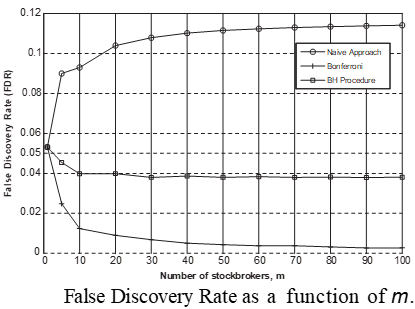 0.12
0.1
0.08
0.06
0.05
0.04
0.02
0
False Discovery Rate (FDR)
Naive Approach
Bonferroni
BH Procedure
0 10 20 30 40 50 60 70 80 90 100
Number of stockbrokers, m
False Discovery Rate as a function of m.